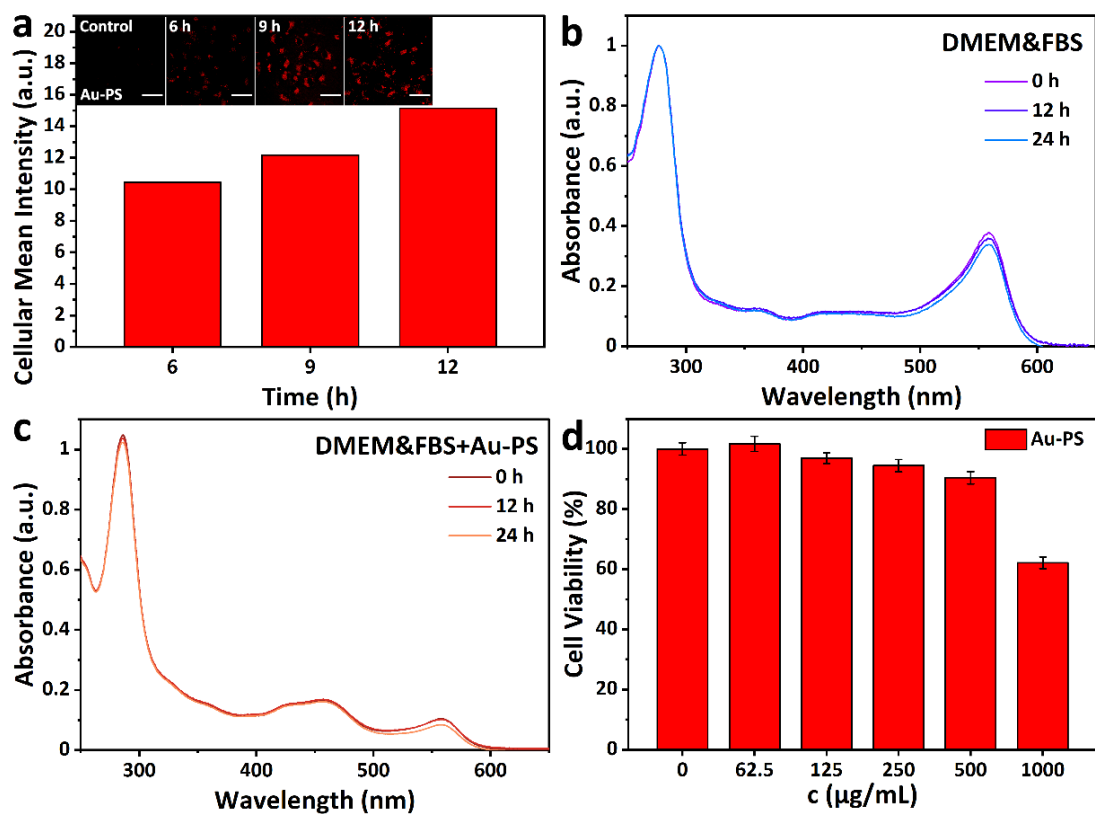 a
Control
6 h
9 h
12 h
Au-PS
20
18
16
15
14
12
10
8
6
4
2
0
Cellular Mean Intensity (a.u.)
6
9
12
Time (h)
b
DMEM&FBS
0 h
12 h
24 h
1
0.8
0.6
0.4
0.2
0
Absorbance (a.u.)
300
400
500
600
Wavelength (nm)
c
DMEM&FBS+Au-PS
0 h
12 h
24 h
1
0.8
0.6
0.4
0.2
0
Absorbance (a.u.)
300
400
500
600
Wavelength (nm)
d
Au-PS
100
80
60
40
20
0
Cell Viability (%)
0
62.5
125
250
500
1000
c (μg/mL)